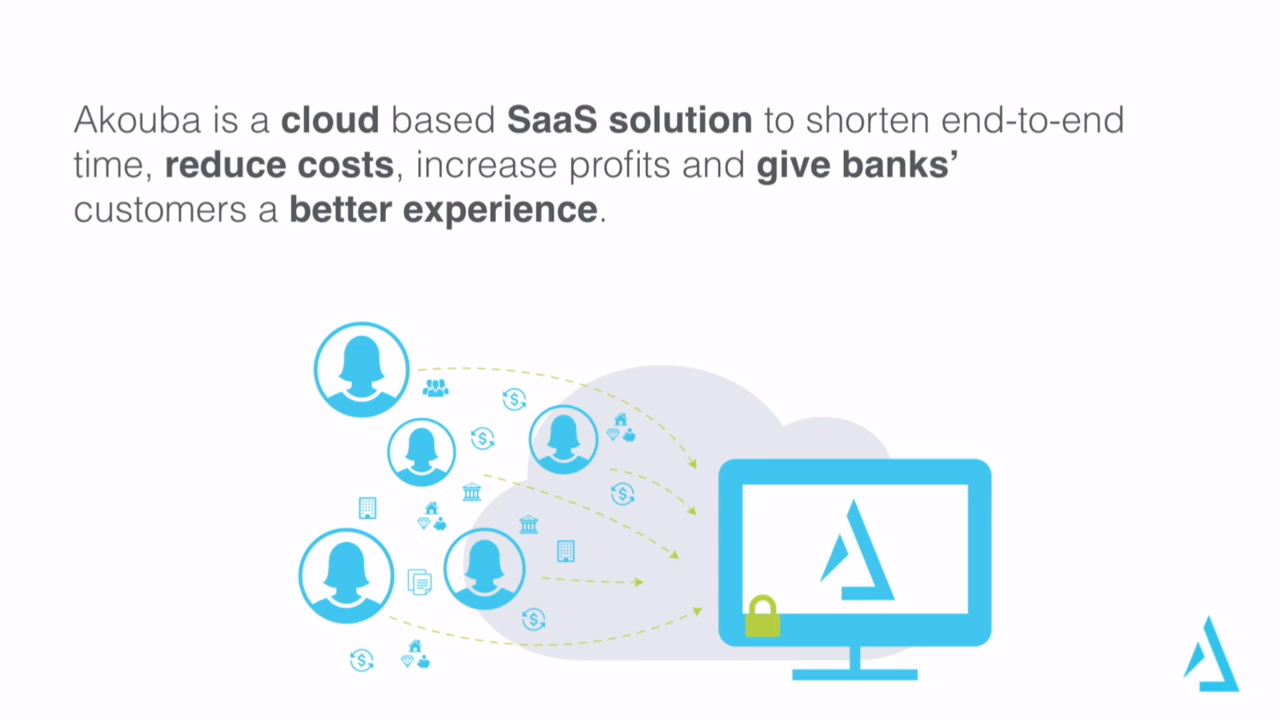 Akouba is a cloud based SaaS solution to shorten end-to-end
time, reduce costs, increase profits and give banks’
customers a better experience.